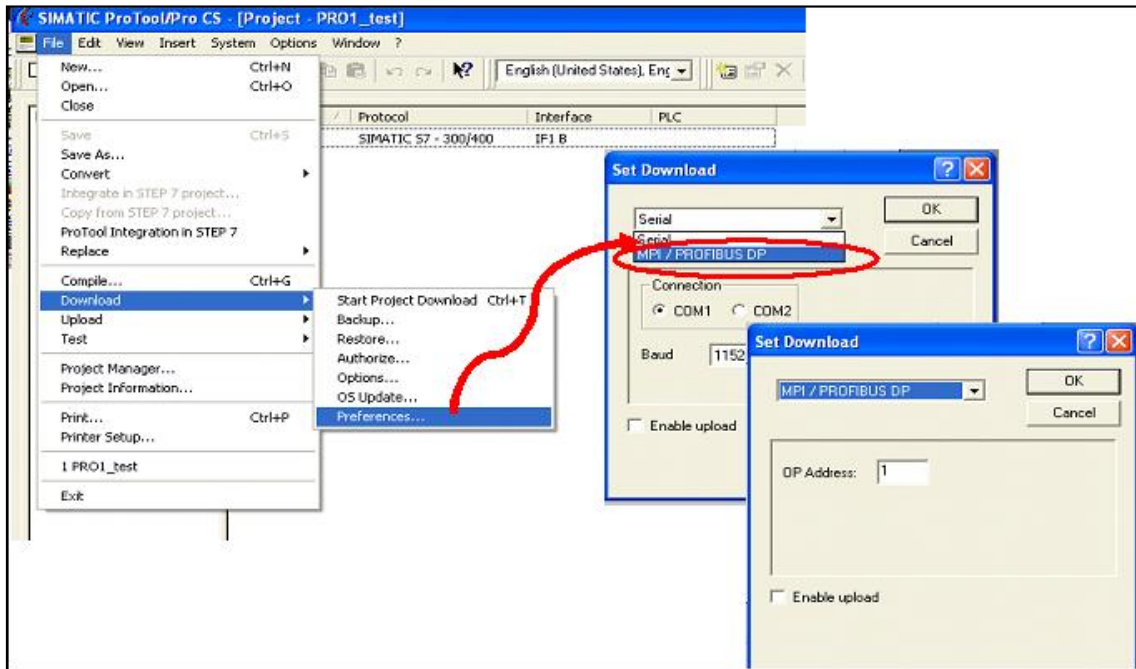 SIMATIC ProTool/Pro CS - [Project - PRO1_test]
File Edit View Insert System Options Window ?
English (United States), Eng
Protocol Interface PLC
SIMATIC S7 - 300/400 IF1 B
New... Ctrl+N
Open... Ctrl+O
Close
Save Ctrl+S
Save As...
Convert
Integrate in STEP 7 project...
Copy from STEP 7 project...
ProTool Integration in STEP 7
Replace
Compile... Ctrl+G
Download
Upload
Test
Project Manager...
Project Information...
Print... Ctrl+P
Printer Setup...
1 PRO1_test
Exit
Start Project Download Ctrl+T
Backup...
Restore...
Authorize...
Options...
OS Update...
Preferences...
Set Download
Serial
OK
Serial
Cancel
MPI / PROFIBUS DP
Connection
COM1 COM2
Baud 1152
Enable upload
Set Download
MPI / PROFIBUS DP
OK
Cancel
OP Address: 1
Enable upload